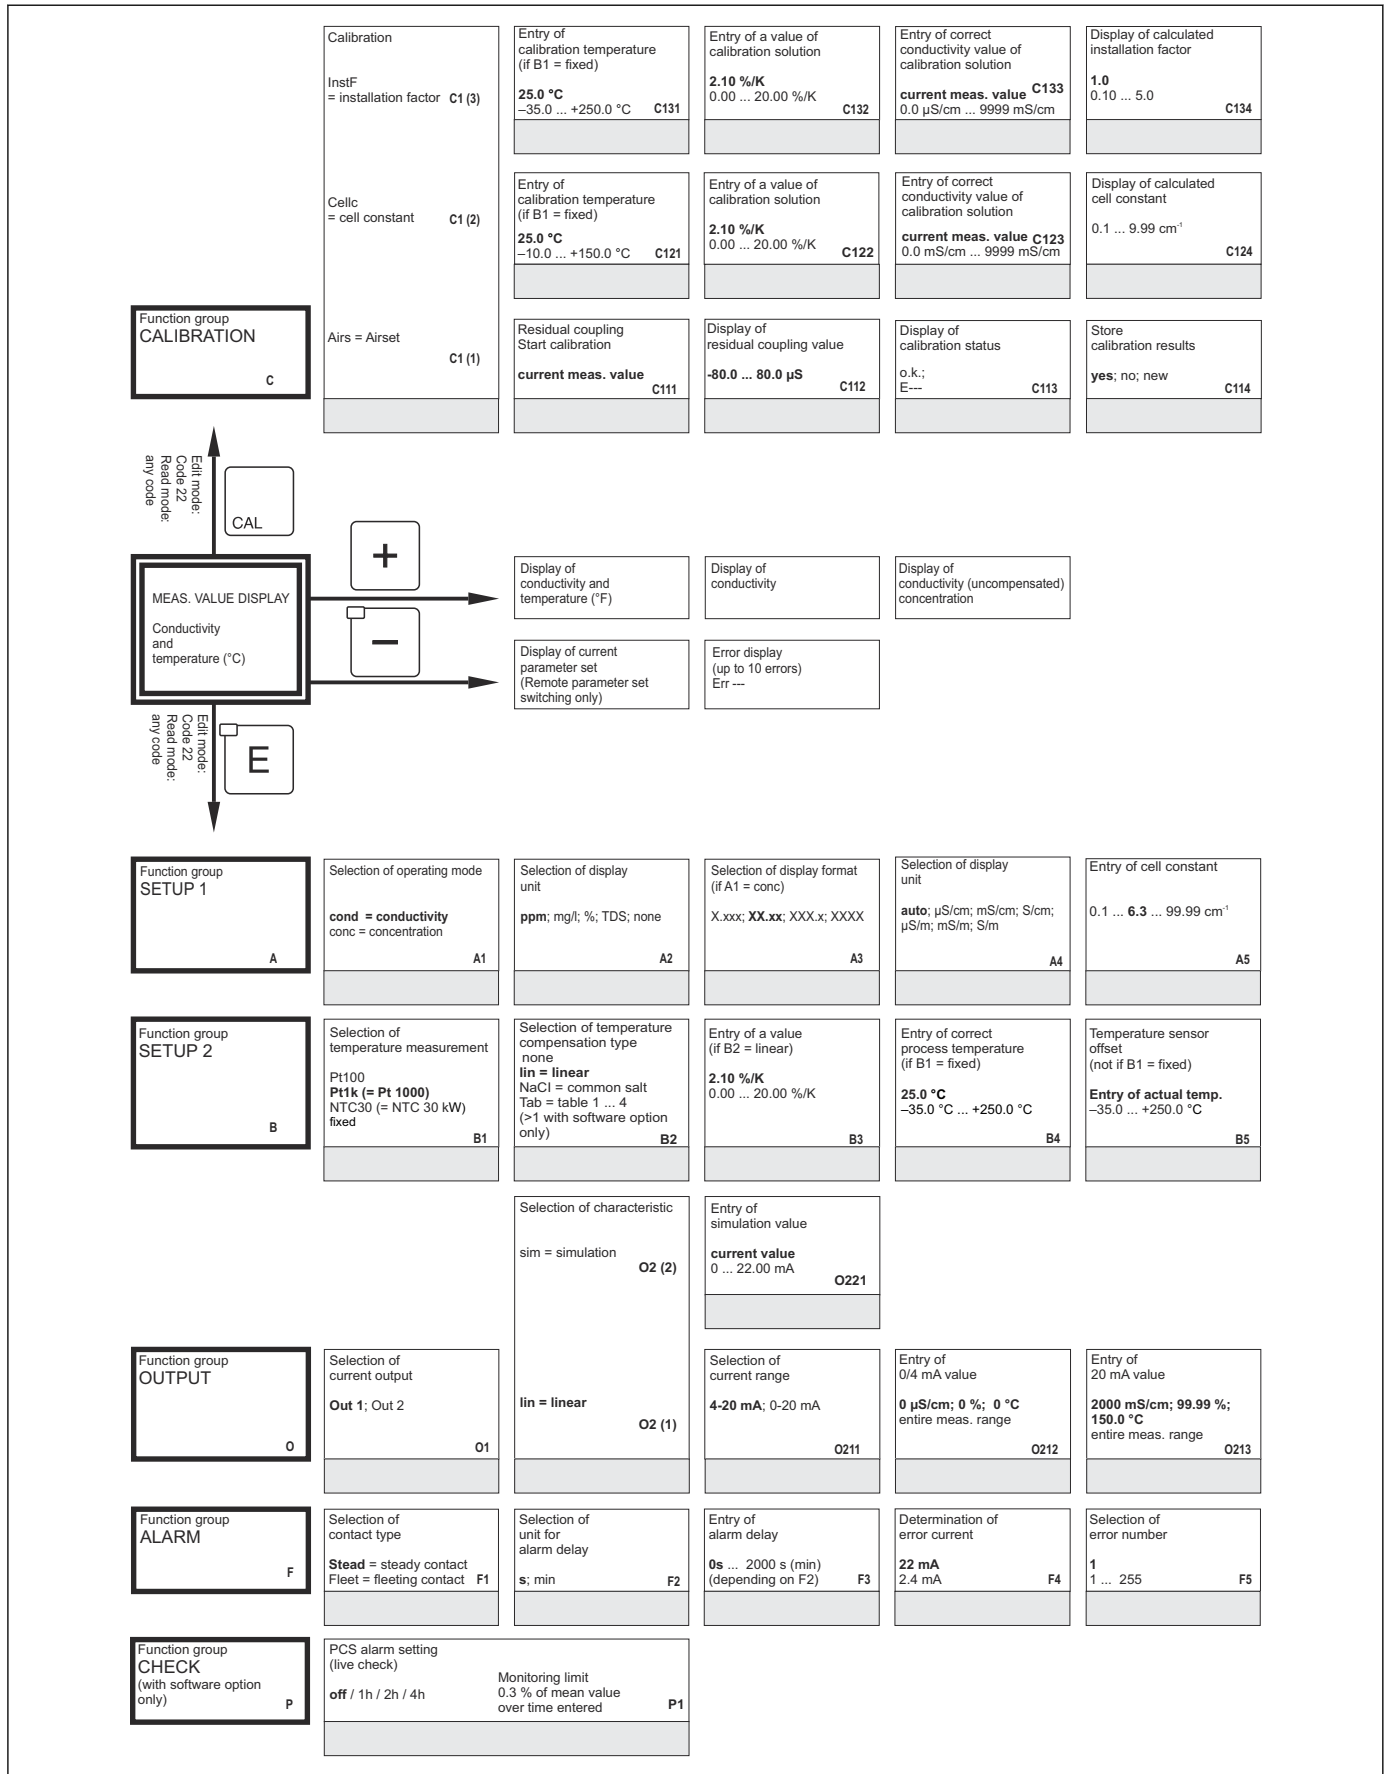 Calibration
InstF
= installation factor C1 (3)
Entry of
calibration temperature
(if B1 = fixed)
25.0 °C
–35.0 ... +250.0 °C C131
Entry of a value of
calibration solution
2.10 %/K
0.00 ... 20.00 %/K
C132
Entry of correct
conductivity value of
calibration solution
current meas. value C133
0.0 µS/cm ... 9999 mS/cm
Display of calculated
installation factor
1.0
0.10 ... 5.0
C134
Cellc
= cell constant C1 (2)
Entry of
calibration temperature
(if B1 = fixed)
25.0 °C
–10.0 ... +150.0 °C C121
Entry of a value of
calibration solution
2.10 %/K
0.00 ... 20.00 %/K
C122
Entry of correct
conductivity value of
calibration solution
current meas. value C123
0.0 mS/cm ... 9999 mS/cm
Display of calculated
cell constant
0.1 ... 9.99 cm⁻¹
C124
Function group
CALIBRATION
C
Airs = Airset
C1 (1)
Residual coupling
Start calibration
current meas. value
C111
Display of
residual coupling value
-80.0 ... 80.0 µS
C112
Display of
calibration status
o.k.;
E---
C113
Store
calibration results
yes; no; new
C114
Edit mode:
Code 22
Read mode:
any code
CAL
+
MEAS. VALUE DISPLAY
Conductivity
and
temperature (°C)
–
Display of
conductivity and
temperature (°F)
Display of
conductivity
Display of
conductivity (uncompensated)
concentration
Display of current
parameter set
(Remote parameter set
switching only)
Error display
(up to 10 errors)
Err ---
Edit mode:
Code 22
Read mode:
any code
E
Function group
SETUP 1
A
Selection of operating mode
cond = conductivity
conc = concentration
A1
Selection of display
unit
ppm; mg/l; %; TDS; none
A2
Selection of display format
(if A1 = conc)
X.xxx; XX.xx; XXX.x; XXXX
A3
Selection of display
unit
auto; µS/cm; mS/cm; S/cm;
µS/m; mS/m; S/m
A4
Entry of cell constant
0.1 ... 6.3 ... 99.99 cm⁻¹
A5
Function group
SETUP 2
B
Selection of
temperature measurement
Pt100
Pt1k (= Pt 1000)
NTC30 (= NTC 30 kW)
fixed
B1
Selection of temperature
compensation type
none
lin = linear
NaCl = common salt
Tab = table 1 ... 4
(>1 with software option
only)
B2
Entry of a value
(if B2 = linear)
2.10 %/K
0.00 ... 20.00 %/K
B3
Entry of correct
process temperature
(if B1 = fixed)
25.0 °C
–35.0 °C ... +250.0 °C
B4
Temperature sensor
offset
(not if B1 = fixed)
Entry of actual temp.
–35.0 ... +250.0 °C
B5
Selection of characteristic
sim = simulation
O2 (2)
Entry of
simulation value
current value
0 ... 22.00 mA
O221
Function group
OUTPUT
O
Selection of
current output
Out 1; Out 2
O1
lin = linear
O2 (1)
Selection of
current range
4-20 mA; 0-20 mA
O211
Entry of
0/4 mA value
0 µS/cm; 0 %; 0 °C
entire meas. range
O212
Entry of
20 mA value
2000 mS/cm; 99.99 %;
150.0 °C
entire meas. range
O213
Function group
ALARM
F
Selection of
contact type
Stead = steady contact
Fleet = fleeting contact F1
Selection of
unit for
alarm delay
s; min
F2
Entry of
alarm delay
0s ... 2000 s (min)
(depending on F2) F3
Determination of
error current
22 mA
2.4 mA
F4
Selection of
error number
1
1 ... 255
F5
Function group
CHECK
(with software option
only)
P
PCS alarm setting
(live check)
off / 1h / 2h / 4h
Monitoring limit
0.3 % of mean value
over time entered
P1